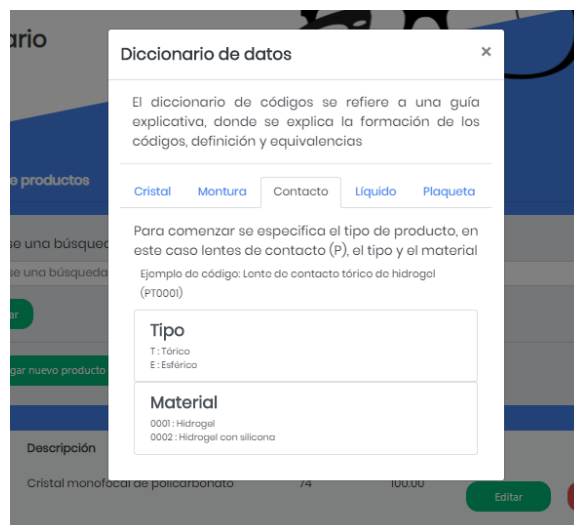 ario
Diccionario de datos
×
El diccionario de códigos se refiere a una guía
explicativa, donde se explica la formación de los
códigos, definición y equivalencias
e productos
Cristal Montura Contacto Líquido Plaqueta
Para comenzar se especifica el tipo de producto, en
este caso lentes de contacto (P), el tipo y el material
se una búsqued
se una búsqueda
Ejemplo de código: Lente de contacto tórico de hidrogel
(PT0001)
ar
Tipo
T : Tórico
E : Esférico
gar nuevo producto
Material
0001 : Hidrogel
0002 : Hidrogel con silicona
Descripción
Cristal monofocal de policarbonato 74 100.00
Editar